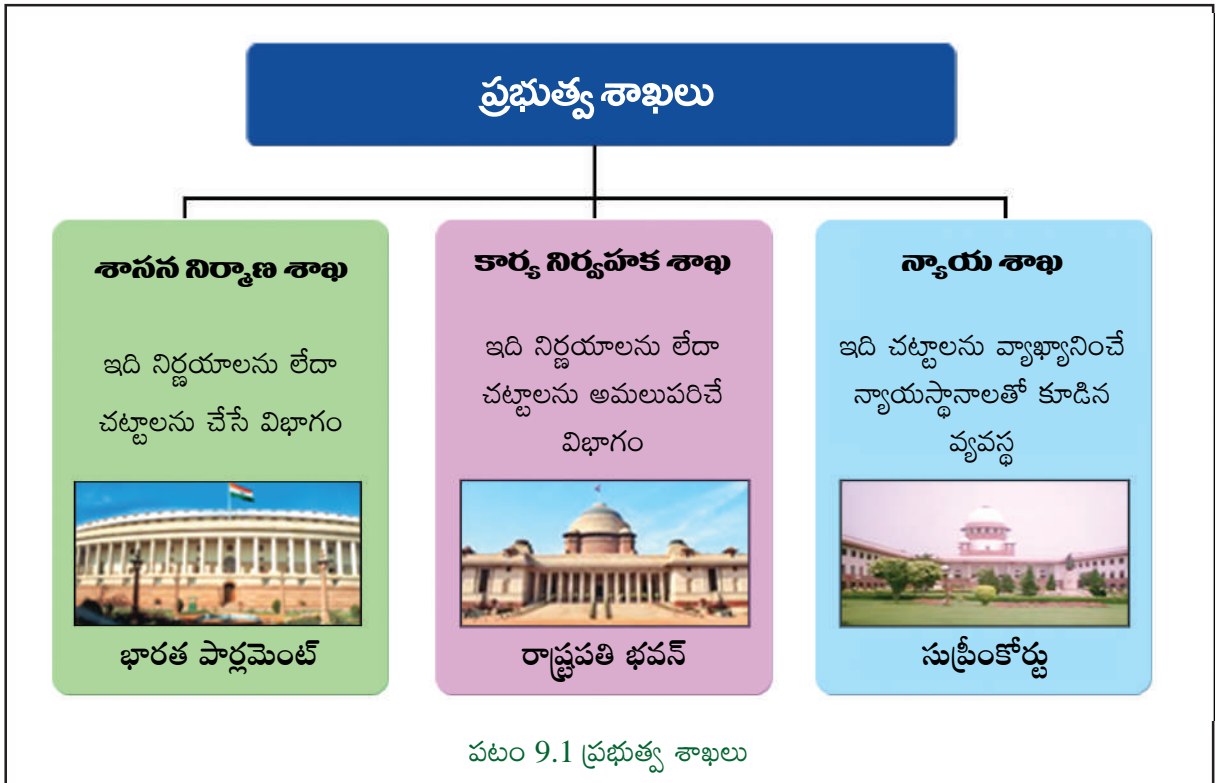 ప్రభుత్వ శాఖలు
శాసన నిర్మాణ శాఖ
ఇది నిర్ణయాలను లేదా
చట్టాలను చేసే విభాగం
భారత పార్లమెంట్
కార్య నిర్వహక శాఖ
ఇది నిర్ణయాలను లేదా
చట్టాలను అమలుపరిచే
విభాగం
రాష్ట్రపతి భవన్
న్యాయ శాఖ
ఇది చట్టాలను వ్యాఖ్యానించే
న్యాయస్థానాలతో కూడిన
వ్యవస్థ
సుప్రీంకోర్టు
పటం 9.1 ప్రభుత్వ శాఖలు